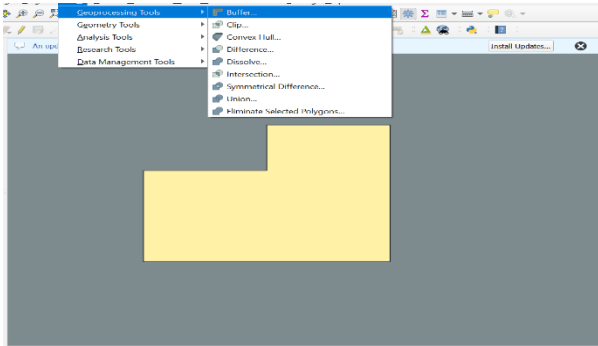 Geoprocessing Tools
Geometry Tools
Analysis Tools
Research Tools
Data Management Tools
Buffer...
Clip...
Convex Hull...
Difference...
Dissolve...
Intersection...
Symmetrical Difference...
Union...
Eliminate Selected Polygons...
An
Install Updates...